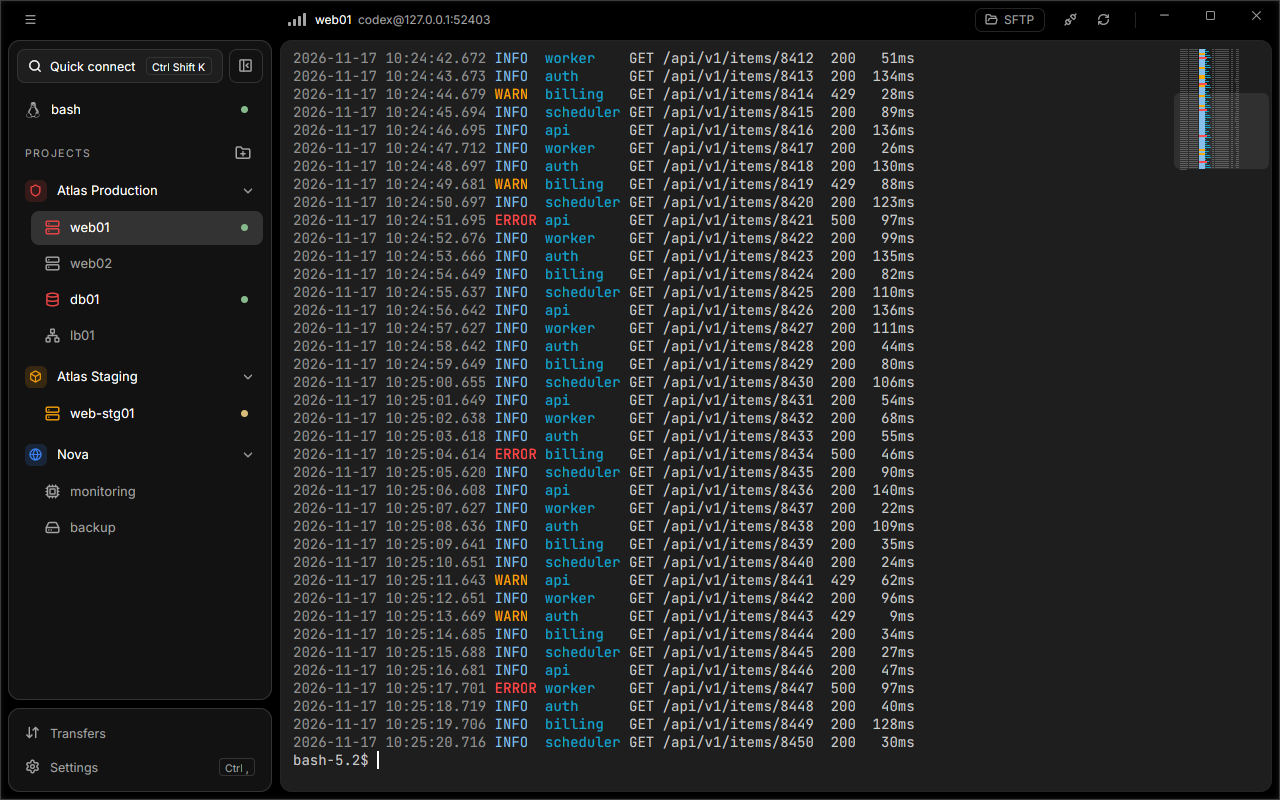 web01 codex@127.0.0.1:52403
SFTP
Quick connect Ctrl Shift K
bash
PROJECTS
Atlas Production
web01
web02
db01
lb01
Atlas Staging
web-stg01
Nova
monitoring
backup
Transfers
Settings Ctrl ,
2026-11-17 10:24:42.672 INFO worker GET /api/v1/items/8412 200 51ms
2026-11-17 10:24:43.673 INFO auth GET /api/v1/items/8413 200 134ms
2026-11-17 10:24:44.679 WARN billing GET /api/v1/items/8414 429 28ms
2026-11-17 10:24:45.694 INFO scheduler GET /api/v1/items/8415 200 89ms
2026-11-17 10:24:46.695 INFO api GET /api/v1/items/8416 200 136ms
2026-11-17 10:24:47.712 INFO worker GET /api/v1/items/8417 200 26ms
2026-11-17 10:24:48.697 INFO auth GET /api/v1/items/8418 200 130ms
2026-11-17 10:24:49.681 WARN billing GET /api/v1/items/8419 429 88ms
2026-11-17 10:24:50.697 INFO scheduler GET /api/v1/items/8420 200 123ms
2026-11-17 10:24:51.695 ERROR api GET /api/v1/items/8421 500 97ms
2026-11-17 10:24:52.676 INFO worker GET /api/v1/items/8422 200 99ms
2026-11-17 10:24:53.666 INFO auth GET /api/v1/items/8423 200 135ms
2026-11-17 10:24:54.649 INFO billing GET /api/v1/items/8424 200 82ms
2026-11-17 10:24:55.637 INFO scheduler GET /api/v1/items/8425 200 110ms
2026-11-17 10:24:56.642 INFO api GET /api/v1/items/8426 200 136ms
2026-11-17 10:24:57.627 INFO worker GET /api/v1/items/8427 200 111ms
2026-11-17 10:24:58.642 INFO auth GET /api/v1/items/8428 200 44ms
2026-11-17 10:24:59.649 INFO billing GET /api/v1/items/8429 200 80ms
2026-11-17 10:25:00.655 INFO scheduler GET /api/v1/items/8430 200 106ms
2026-11-17 10:25:01.649 INFO api GET /api/v1/items/8431 200 54ms
2026-11-17 10:25:02.638 INFO worker GET /api/v1/items/8432 200 68ms
2026-11-17 10:25:03.618 INFO auth GET /api/v1/items/8433 200 55ms
2026-11-17 10:25:04.614 ERROR billing GET /api/v1/items/8434 500 46ms
2026-11-17 10:25:05.620 INFO scheduler GET /api/v1/items/8435 200 90ms
2026-11-17 10:25:06.608 INFO api GET /api/v1/items/8436 200 140ms
2026-11-17 10:25:07.627 INFO worker GET /api/v1/items/8437 200 22ms
2026-11-17 10:25:08.636 INFO auth GET /api/v1/items/8438 200 109ms
2026-11-17 10:25:09.641 INFO billing GET /api/v1/items/8439 200 35ms
2026-11-17 10:25:10.651 INFO scheduler GET /api/v1/items/8440 200 24ms
2026-11-17 10:25:11.643 WARN api GET /api/v1/items/8441 429 62ms
2026-11-17 10:25:12.651 INFO worker GET /api/v1/items/8442 200 96ms
2026-11-17 10:25:13.669 WARN auth GET /api/v1/items/8443 429 9ms
2026-11-17 10:25:14.685 INFO billing GET /api/v1/items/8444 200 34ms
2026-11-17 10:25:15.688 INFO scheduler GET /api/v1/items/8445 200 27ms
2026-11-17 10:25:16.681 INFO api GET /api/v1/items/8446 200 47ms
2026-11-17 10:25:17.701 ERROR worker GET /api/v1/items/8447 500 97ms
2026-11-17 10:25:18.719 INFO auth GET /api/v1/items/8448 200 40ms
2026-11-17 10:25:19.706 INFO billing GET /api/v1/items/8449 200 128ms
2026-11-17 10:25:20.716 INFO scheduler GET /api/v1/items/8450 200 30ms
bash-5.2$